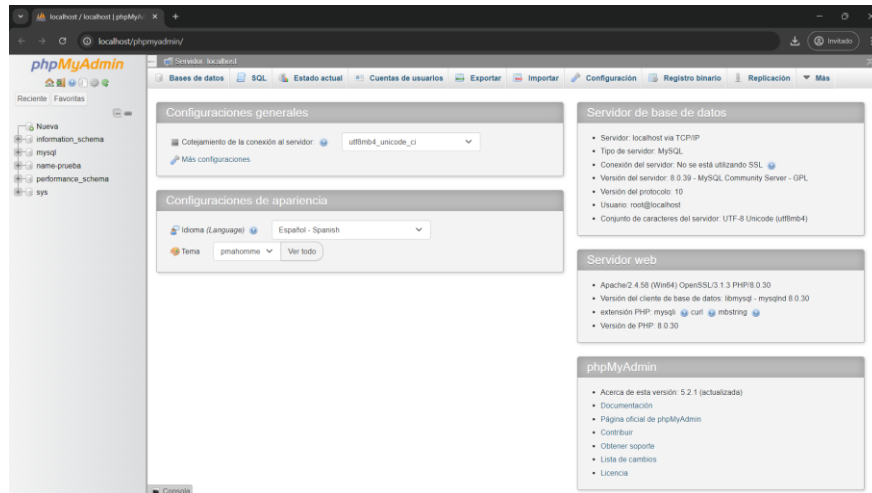 localhost / localhost | phpMyAd
localhost/phpmyadmin/
Invitado
phpMyAdmin
Reciente Favoritas
Nueva
information_schema
mysql
name-prueba
performance_schema
sys
Servidor: localhost
Bases de datos SQL Estado actual Cuentas de usuarios Exportar Importar Configuración Registro binario Replicación Más
Configuraciones generales
Cotejamiento de la conexión al servidor: utf8mb4_unicode_ci
Más configuraciones
Configuraciones de apariencia
Idioma (Language) Español - Spanish
Tema pmahomme Ver todo
Servidor de base de datos
• Servidor: localhost via TCP/IP
• Tipo de servidor: MySQL
• Conexión del servidor: No se está utilizando SSL
• Versión del servidor: 8.0.39 - MySQL Community Server - GPL
• Versión del protocolo: 10
• Usuario: root@localhost
• Conjunto de caracteres del servidor: UTF-8 Unicode (utf8mb4)
Servidor web
• Apache/2.4.58 (Win64) OpenSSL/3.1.3 PHP/8.0.30
• Versión del cliente de base de datos: libmysql - mysqlnd 8.0.30
• extensión PHP: mysqli curl mbstring
• Versión de PHP: 8.0.30
phpMyAdmin
• Acerca de esta versión: 5.2.1 (actualizada)
• Documentación
• Página oficial de phpMyAdmin
• Contribuir
• Obtener soporte
• Lista de cambios
• Licencia
Consola